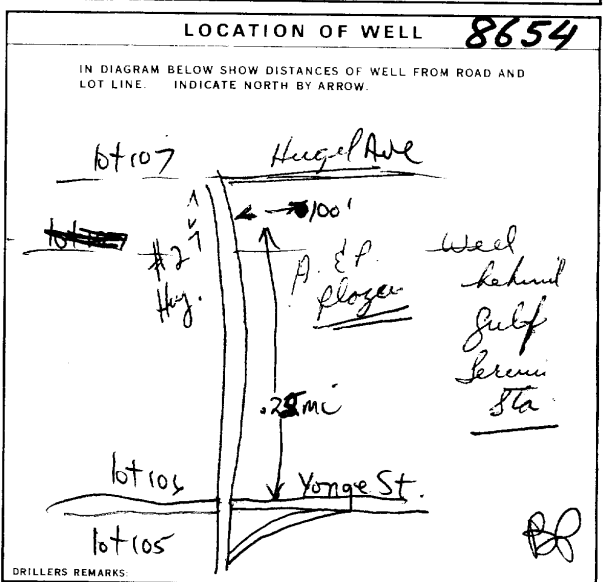 LOCATION OF WELL 8654
IN DIAGRAM BELOW SHOW DISTANCES OF WELL FROM ROAD AND
LOT LINE. INDICATE NORTH BY ARROW.
lot 107
Hugel Ave
100'
#27
Hwy.
A. & P.
Plaza
Well
behind
Gulf
Service
Sta
.25 mi
lot 106
Yonge St.
lot 105
DRILLERS REMARKS: